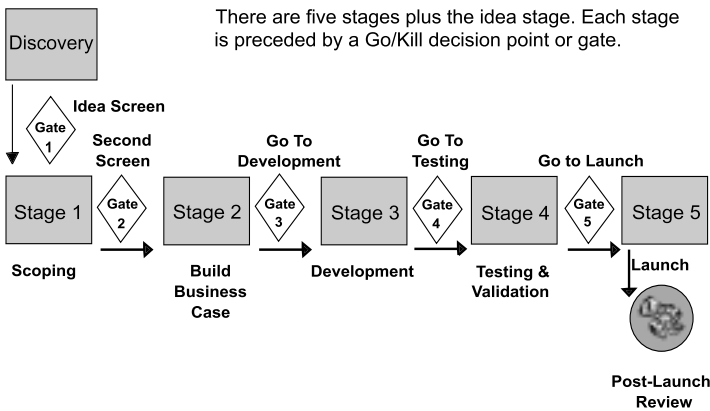 There are five stages plus the idea stage. Each stage
is preceded by a Go/Kill decision point or gate.
Discovery
Idea Screen
Gate
1
Second
Screen
Go To
Development
Go To
Testing
Go to Launch
Stage 1
Gate
2
Stage 2
Gate
3
Stage 3
Gate
4
Stage 4
Gate
5
Stage 5
Scoping
Build
Business
Case
Development
Testing &
Validation
Launch
Post-Launch
Review